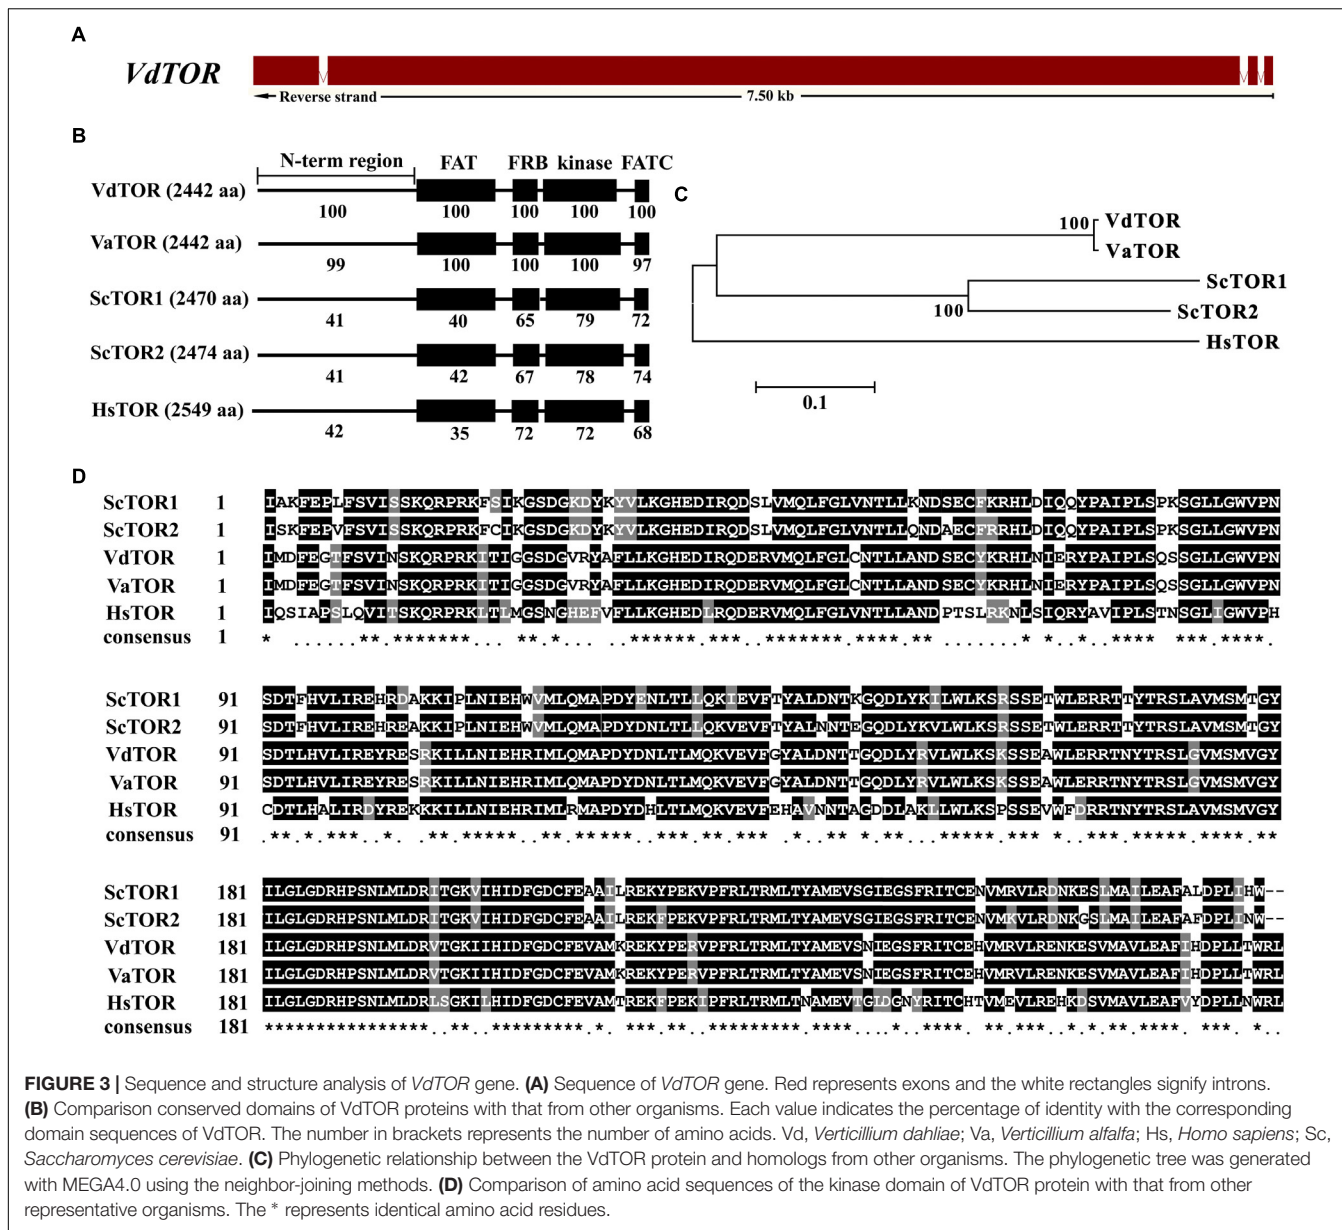 A
VdTOR
Reverse strand
7.50 kb
B
N-term region FAT FRB kinase FATC
VdTOR (2442 aa)
100 100 100 100 100
VaTOR (2442 aa)
99 100 100 100 97
ScTOR1 (2470 aa)
41 40 65 79 72
ScTOR2 (2474 aa)
41 42 67 78 74
HsTOR (2549 aa)
42 35 72 72 68
C
100
VdTOR
VaTOR
ScTOR1
100
ScTOR2
HsTOR
0.1
D
ScTOR1 1 IAKFEPLFSVISSKQRPRKFSIKGSDGKDYKYVLKGHEDIRQDSLVMQLFGLVNTLLKNDSECFKRHLDIQQYPAIPLSPKSGLLGWVPN
ScTOR2 1 ISKFEPVFSVISSKQRPRKFCIKGSDGKDYKYVLKGHEDIRQDSLVMQLFGLVNTLLQNDAECFRRHLDIQQYPAIPLSPKSGLLGWVPN
VdTOR 1 IMDFEGTFSVINSKQRPRKITIGGSDGVRYAFLLKGHEDIRQDERVMQLFGLCNTLLANDSECYKRHLNIERYPAIPLSQSSGLLGWVPN
VaTOR 1 IMDFEGTFSVINSKQRPRKITIGGSDGVRYAFLLKGHEDIRQDERVMQLFGLCNTLLANDSECYKRHLNIERYPAIPLSQSSGLLGWVPN
HsTOR 1 IQSIAPSLQVITSKQRPRKLTLMGSNGHEFVFLLKGHEDLRQDERVMQLFGLVNTLLANDPTSLRKNLSIQRYAVIPLSTNSGLIGWVPH
consensus 1
ScTOR1 91 SDTFHVLIREHRDAKKIPLNIEHWVMLQMAPDYENLTLLQKIEVFTYALDNTKGQDLYKILWLKSRSSETWLERRTTYTRSLAVMSMTGY
ScTOR2 91 SDTFHVLIREHREAKKIPLNIEHWVMLQMAPDYDNLTLLQKVEVFTYALNNTEGQDLYKVLWLKSRSSETWLERRTTYTRSLAVMSMTGY
VdTOR 91 SDTLHVLIREYRESRKILLNIEHRIMLQMAPDYDNLTLMQKVEVFGYALDNTTGQDLYRVLWLKSKSSEAWLERRTNYTRSLGVMSMVGY
VaTOR 91 SDTLHVLIREYRESRKILLNIEHRIMLQMAPDYDNLTLMQKVEVFGYALDNTTGQDLYRVLWLKSKSSEAWLERRTNYTRSLGVMSMVGY
HsTOR 91 CDTLHALIRDYREKKKILLNIEHRIMLRMAPDYDHLTLMQKVEVFEHAVNNTAGDDLAKLLWLKSPSSEVWFDRRTNYTRSLAVMSMVGY
consensus 91
ScTOR1 181 ILGLGDRHPSNLMLDRITGKVIHIDFGDCFEAAILREKYPEKVPFRLTRMLTYAMEVSGIEGSFRITCENVMRVLRDNKESLMAILEAFALDPLIHW--
ScTOR2 181 ILGLGDRHPSNLMLDRITGKVIHIDFGDCFEAAILREKFPEKVPFRLTRMLTYAMEVSGIEGSFRITCENVMKVLRDNKGSLMAILEAFAFDPLINW--
VdTOR 181 ILGLGDRHPSNLMLDRVTGKIIHIDFGDCFEVAMKREKYPERVPFRLTRMLTYAMEVSNIEGSFRITCEHVMRVLRENKESVMAVLEAFIHDPLLTWRL
VaTOR 181 ILGLGDRHPSNLMLDRVTGKIIHIDFGDCFEVAMKREKYPERVPFRLTRMLTYAMEVSNIEGSFRITCEHVMRVLRENKESVMAVLEAFIHDPLLTWRL
HsTOR 181 ILGLGDRHPSNLMLDRLSGKILHIDFGDCFEVAMTREKFPEKIPFRLTRMLTNAMEVTGLDGNYRITCHTVMEVLREHKDSVMAVLEAFVYDPLLNWRL
consensus 181
FIGURE 3 | Sequence and structure analysis of VdTOR gene. (A) Sequence of VdTOR gene. Red represents exons and the white rectangles signify introns.
(B) Comparison conserved domains of VdTOR proteins with that from other organisms. Each value indicates the percentage of identity with the corresponding
domain sequences of VdTOR. The number in brackets represents the number of amino acids. Vd, Verticillium dahliae; Va, Verticillium alfalfa; Hs, Homo sapiens; Sc,
Saccharomyces cerevisiae. (C) Phylogenetic relationship between the VdTOR protein and homologs from other organisms. The phylogenetic tree was generated
with MEGA4.0 using the neighbor-joining methods. (D) Comparison of amino acid sequences of the kinase domain of VdTOR protein with that from other
representative organisms. The * represents identical amino acid residues.